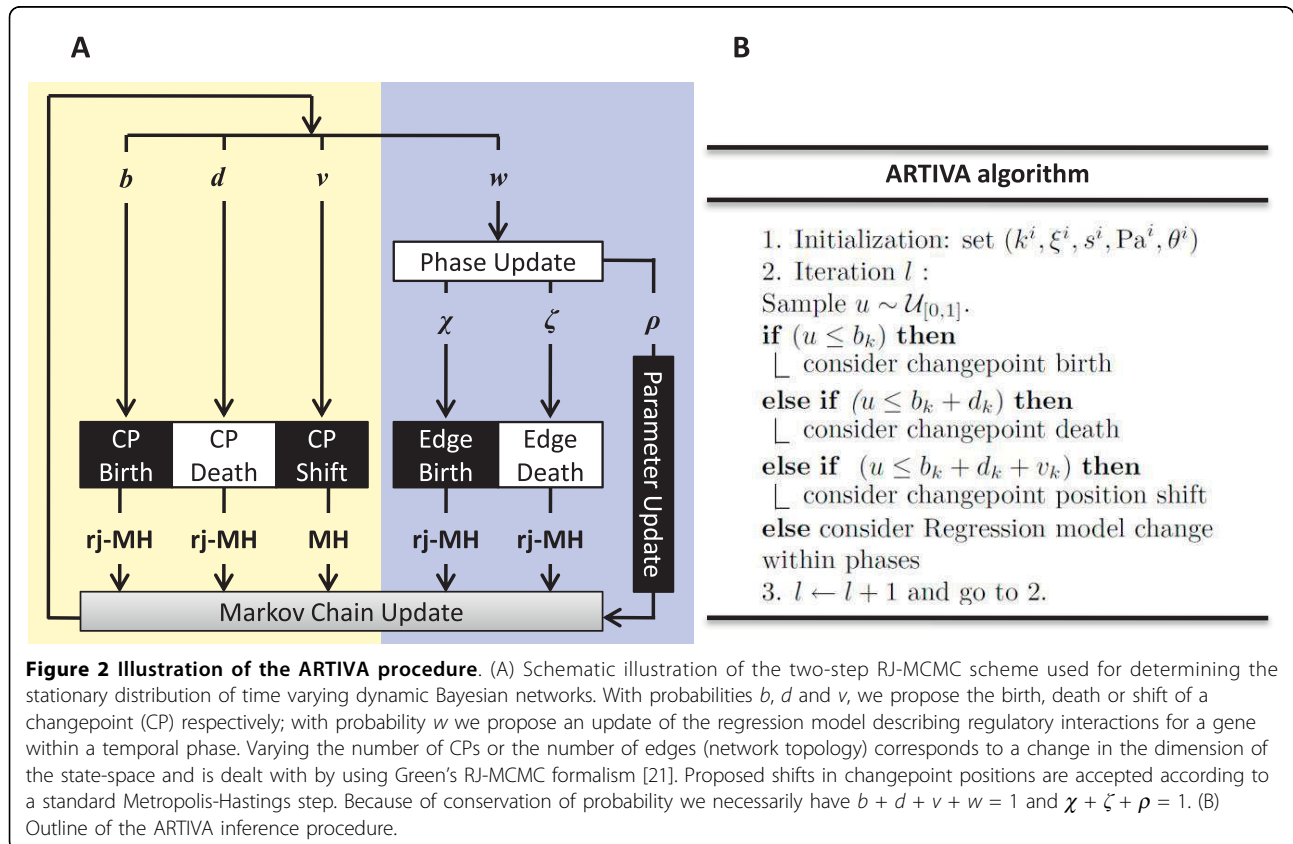 A
b
d
v
w
Phase Update
χ
ζ
ρ
CP Birth
CP Death
CP Shift
Edge Birth
Edge Death
Parameter Update
rj-MH
rj-MH
MH
rj-MH
rj-MH
Markov Chain Update
B
ARTIVA algorithm
1. Initialization: set (kⁱ, ξⁱ, sⁱ, Paⁱ, θⁱ)
2. Iteration l :
Sample u ∼ 𝒰[0,1].
if (u ≤ b_k) then
consider changepoint birth
else if (u ≤ b_k + d_k) then
consider changepoint death
else if (u ≤ b_k + d_k + v_k) then
consider changepoint position shift
else consider Regression model change
within phases
3. l ← l + 1 and go to 2.
Figure 2 Illustration of the ARTIVA procedure. (A) Schematic illustration of the two-step RJ-MCMC scheme used for determining the
stationary distribution of time varying dynamic Bayesian networks. With probabilities b, d and v, we propose the birth, death or shift of a
changepoint (CP) respectively; with probability w we propose an update of the regression model describing regulatory interactions for a gene
within a temporal phase. Varying the number of CPs or the number of edges (network topology) corresponds to a change in the dimension of
the state-space and is dealt with by using Green's RJ-MCMC formalism [21]. Proposed shifts in changepoint positions are accepted according to
a standard Metropolis-Hastings step. Because of conservation of probability we necessarily have b + d + v + w = 1 and χ + ζ + ρ = 1. (B)
Outline of the ARTIVA inference procedure.